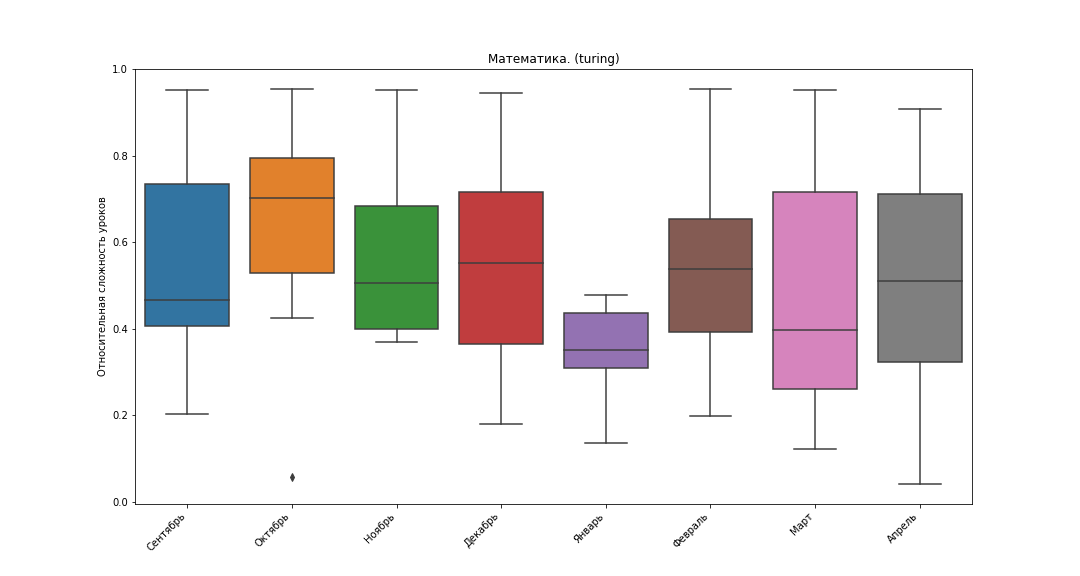 Математика. (turing)
1.0
0.8
0.6
0.4
0.2
0.0
Относительная сложность уроков
Сентябрь
Октябрь
Ноябрь
Декабрь
Январь
Февраль
Март
Апрель